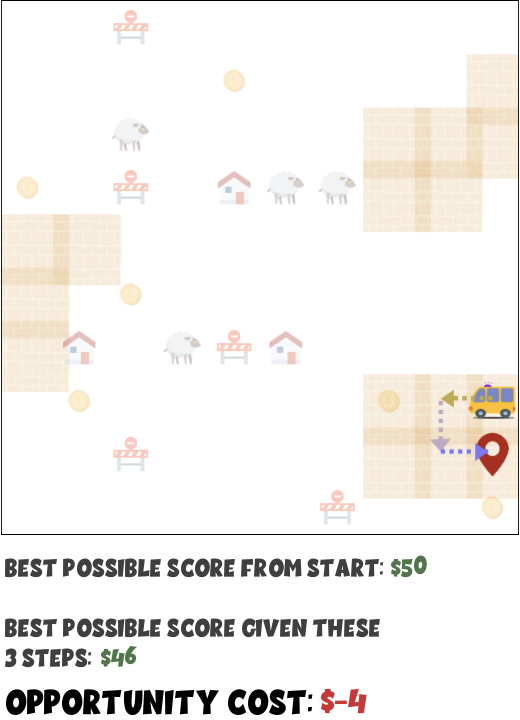 BEST POSSIBLE SCORE FROM START: $50
BEST POSSIBLE SCORE GIVEN THESE
3 STEPS: $46
OPPORTUNITY COST: $-4